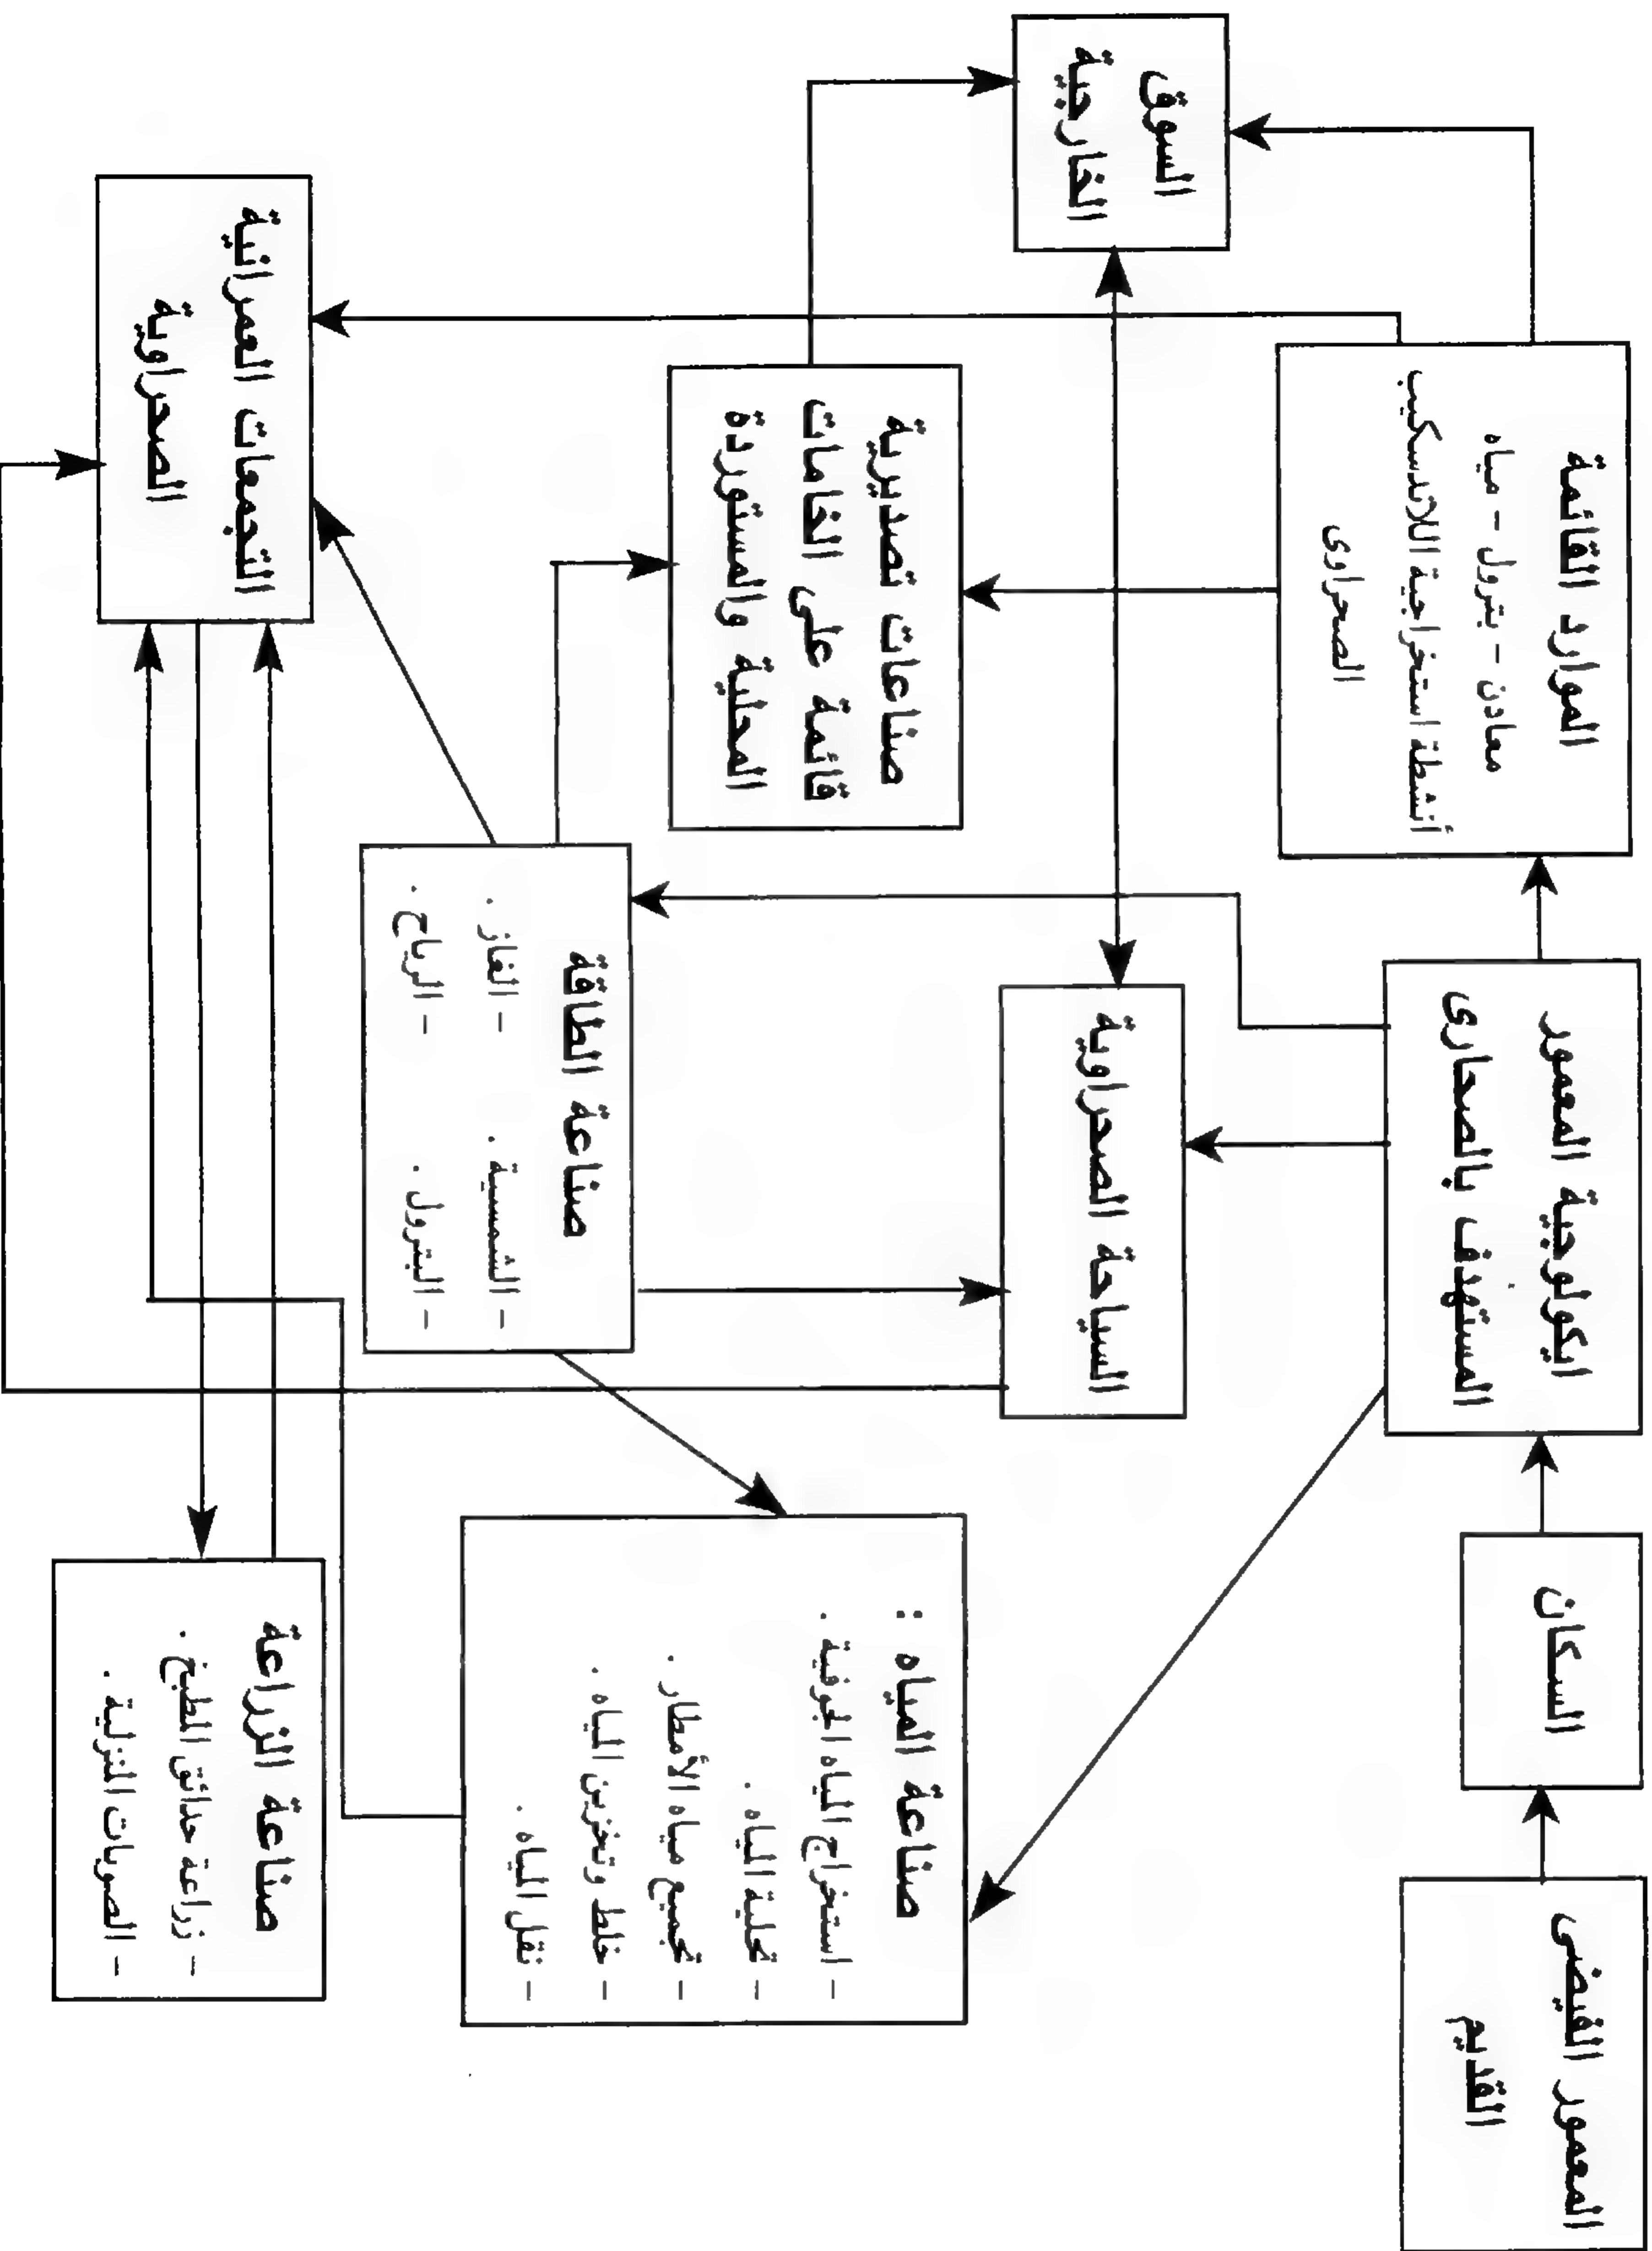 المعمور الفيضى
القديم
السكان
ايكولوجية المعمور
المستهدف بالصحارى
الموارد القائمة
معادن - بترول - مياه
أنشطة استخراجية اللاندسكيب
الصحراوى
السوق
الخارجية
السياحة الصحراوية
صناعة المياه :
- استخراج المياه الجوفية .
- تحلية المياه .
- تجميع مياه الأمطار .
- خلط وتخزين المياه .
- نقل المياه .
صناعات تصديرية
قائمة على الخامات
المحلية والمستوردة
صناعة الطاقة
- الشمسية . - الغاز .
- البترول . - الرياح .
صناعة الزراعة
- زراعة حدائق المطبخ .
- الصوبات المنزلية .
التجمعات العمرانية
الصحراوية